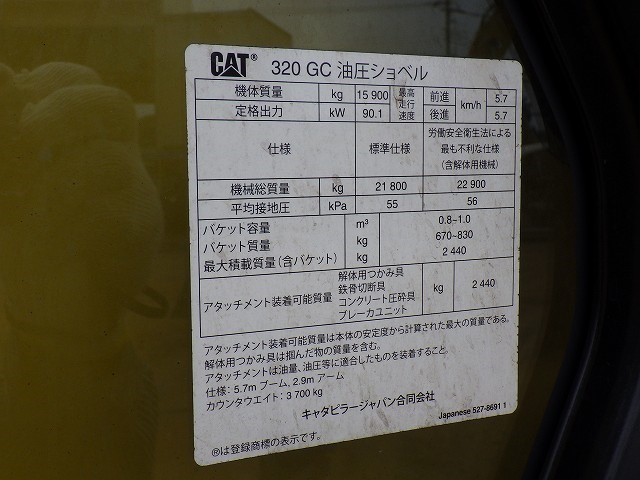 CAT® 320 GC 油圧ショベル
機体質量 kg 15 900 最高走行速度 前進 km/h 5.7
定格出力 kW 90.1 後進 5.7
仕様 標準仕様 労働安全衛生法による最も不利な仕様(含解体用機械)
機械総質量 kg 21 800 22 900
平均接地圧 kPa 55 56
バケット容量 m³ 0.8~1.0
バケット質量 kg 670~830
最大積載質量(含バケット) kg 2 440
アタッチメント装着可能質量 解体用つかみ具 鉄骨切断具 コンクリート圧砕具 ブレーカユニット kg 2 440
アタッチメント装着可能質量は本体の安定度から計算された最大の質量である。
解体用つかみ具は掴んだ物の質量を含む。
アタッチメントは油量、油圧等に適合したものを装着すること。
仕様:5.7m ブーム、2.9m アーム
カウンタウエイト:3 700 kg
キャタピラージャパン合同会社
Japanese 527-8691 1
®は登録商標の表示です。